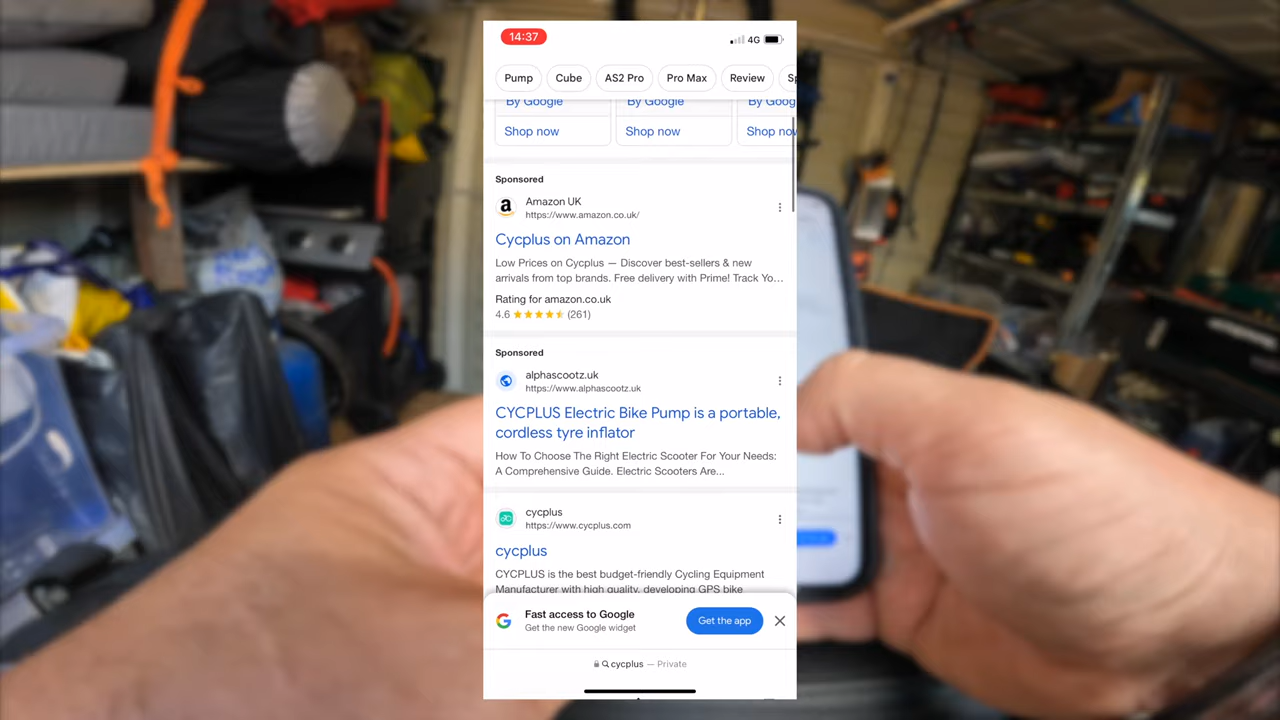 14:37
4G
Pump Cube AS2 Pro Pro Max Review
By Google By Google By Goog
Shop now Shop now Shop now
Sponsored
Amazon UK
https://www.amazon.co.uk/
Cycplus on Amazon
Low Prices on Cycplus — Discover best-sellers & new
arrivals from top brands. Free delivery with Prime! Track Yo...
Rating for amazon.co.uk
4.6 (261)
Sponsored
alphascootz.uk
https://www.alphascootz.uk
CYCPLUS Electric Bike Pump is a portable,
cordless tyre inflator
How To Choose The Right Electric Scooter For Your Needs:
A Comprehensive Guide. Electric Scooters Are...
cycplus
https://www.cycplus.com
cycplus
CYCPLUS is the best budget-friendly Cycling Equipment
Manufacturer with high quality, developing GPS bike
Fast access to Google
Get the new Google widget
Get the app
cycplus — Private